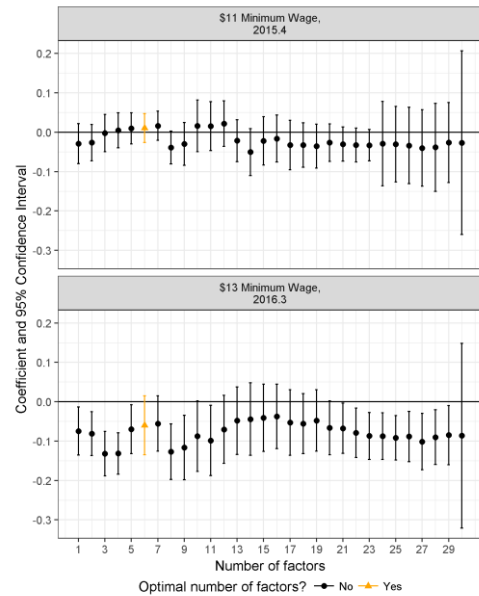 $11 Minimum Wage,
2015.4
0.2
0.1
0.0
-0.1
-0.2
-0.3
$13 Minimum Wage,
2016.3
0.2
0.1
0.0
-0.1
-0.2
-0.3
Coefficient and 95% Confidence Interval
1 3 5 7 9 11 13 15 17 19 21 23 25 27 29
Number of factors
Optimal number of factors? No Yes